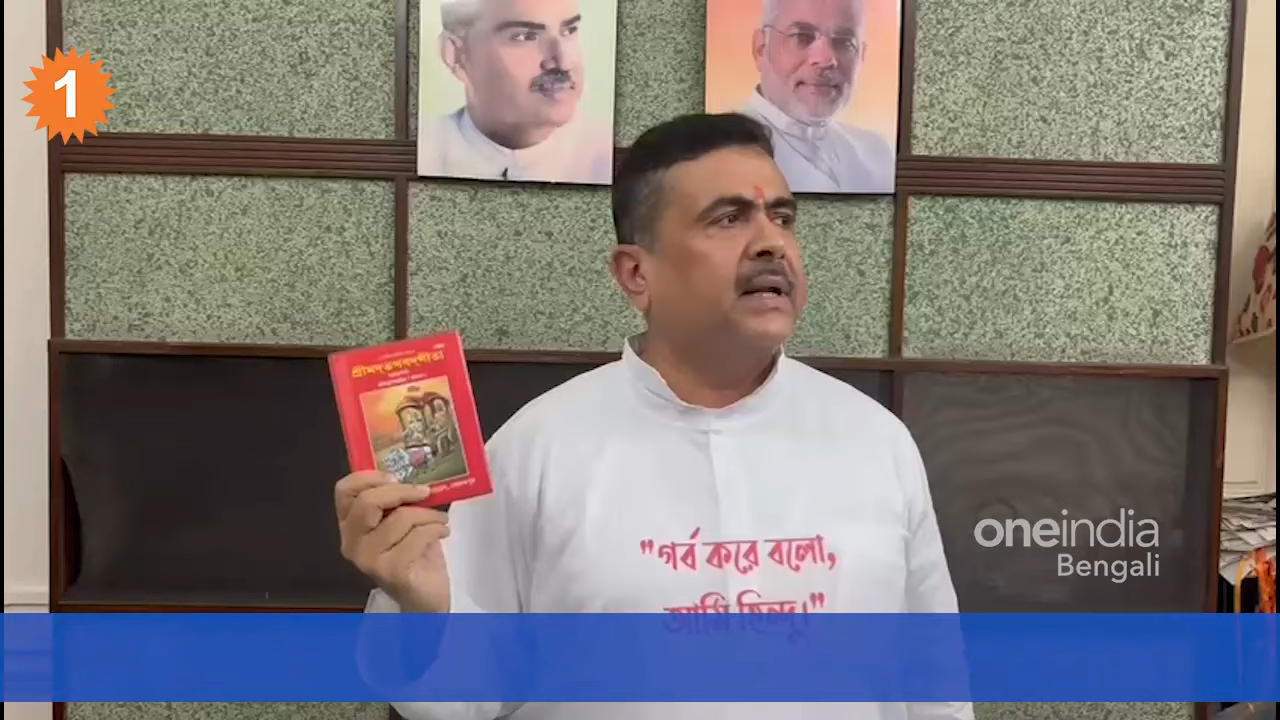 1
শ্রীমদ্ভগবদ্গীতা
"গর্ব করে বলো,
আমি হিন্দু।"
oneindia
Bengali